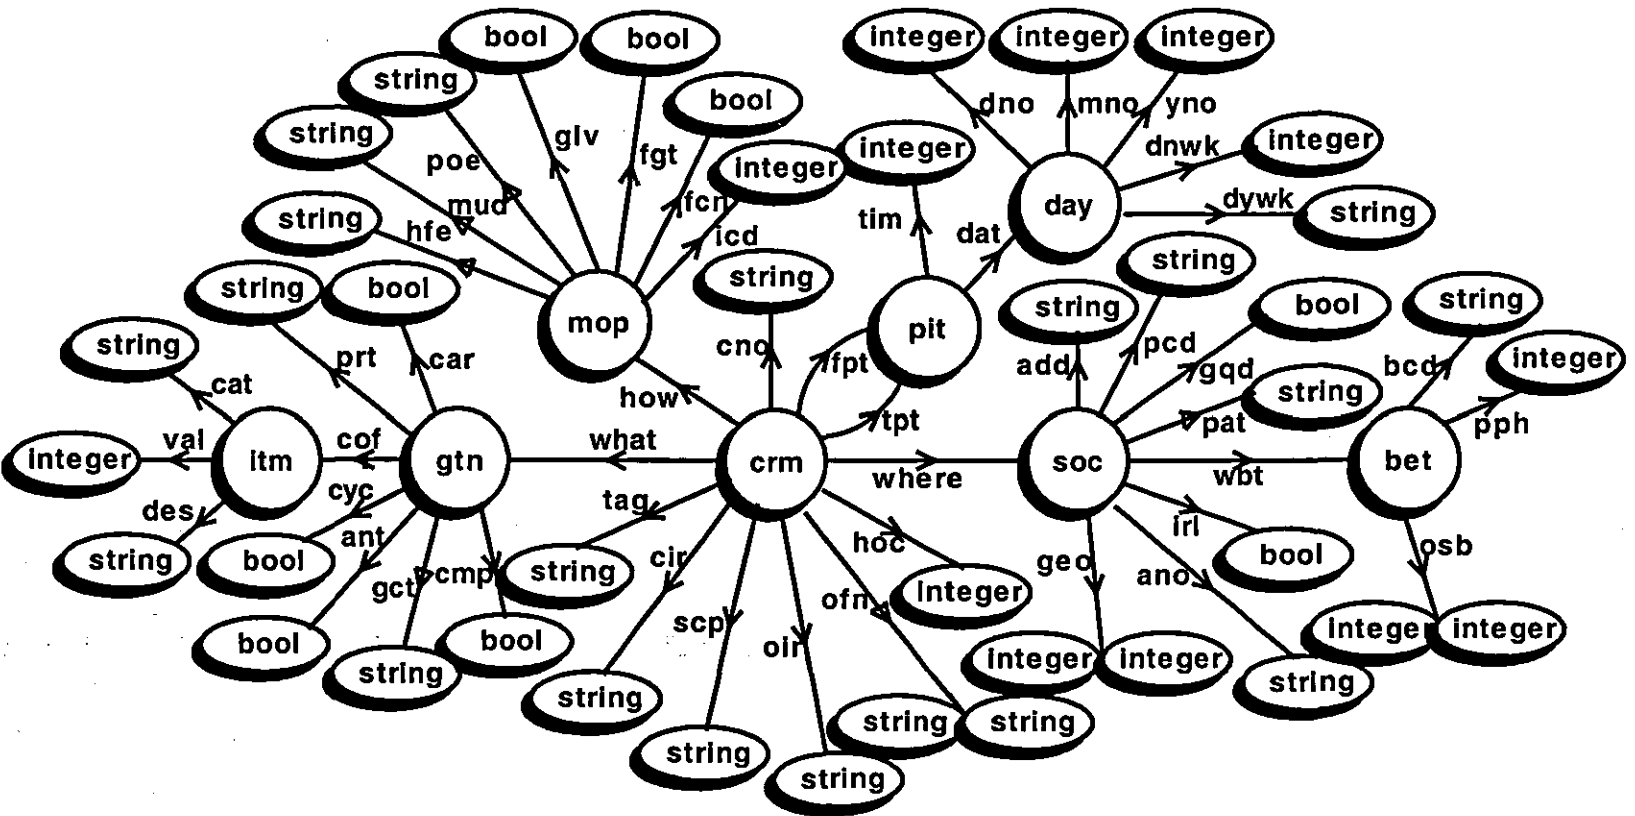 bool bool integer integer integer
string bool dno mno yno
string glv integer dnwk integer
poe fgt integer
string mud fcn tim day dywk string
hfe icd dat
string bool string string string bool string
mop pit add pcd
string prt car cno fpt gqd bcd integer
cat how tpt string pat pph
val cof what
integer itm gtn crm where soc wbt bet
des cyc tag irl
string bool ant string cir hoc geo ano bool osb
gct cmp scp ofn integer
bool string bool oir integer integer integer integer
string string string string
string string